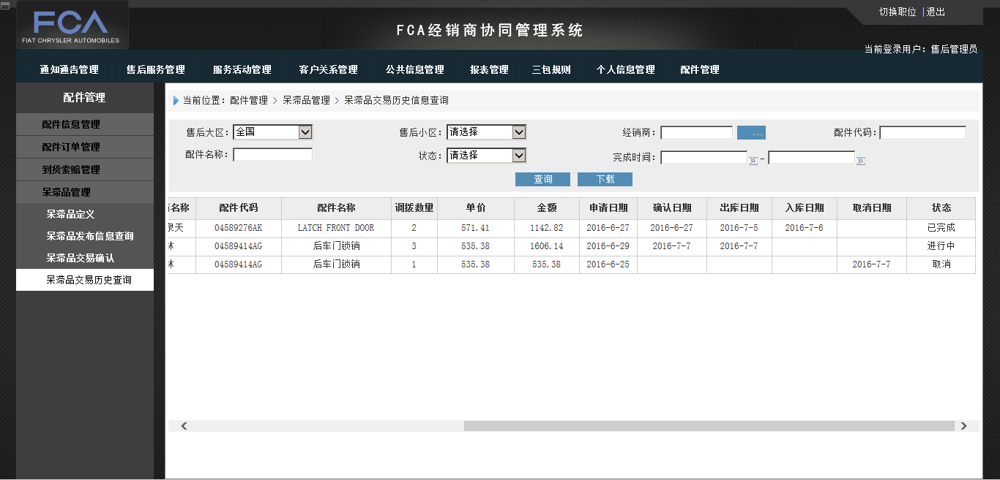 切换职位 |退出
FCA
FIAT CHRYSLER AUTOMOBILES
FCA经销商协同管理系统
当前登录用户：售后管理员
通知通告管理 售后服务管理 服务活动管理 客户关系管理 公共信息管理 报表管理 三包规则 个人信息管理 配件管理
配件管理
配件信息管理
配件订单管理
到货索赔管理
呆滞品管理
呆滞品定义
呆滞品发布信息查询
呆滞品交易确认
呆滞品交易历史查询
当前位置：配件管理 > 呆滞品管理 > 呆滞品交易历史信息查询
售后大区：全国 售后小区：请选择 经销商： ... 配件代码：
配件名称： 状态：请选择 完成时间： 31 - 31
查询 下载
名称 配件代码 配件名称 调拨数量 单价 金额 申请日期 确认日期 出库日期 入库日期 取消日期 状态
天 04589276AK LATCH FRONT DOOR 2 571.41 1142.82 2016-6-27 2016-6-27 2016-7-5 2016-7-6 已完成
04589414AG 后车门锁销 3 535.38 1606.14 2016-6-29 2016-7-7 2016-7-7 进行中
04589414AG 后车门锁销 1 535.38 535.38 2016-6-25 2016-7-7 取消